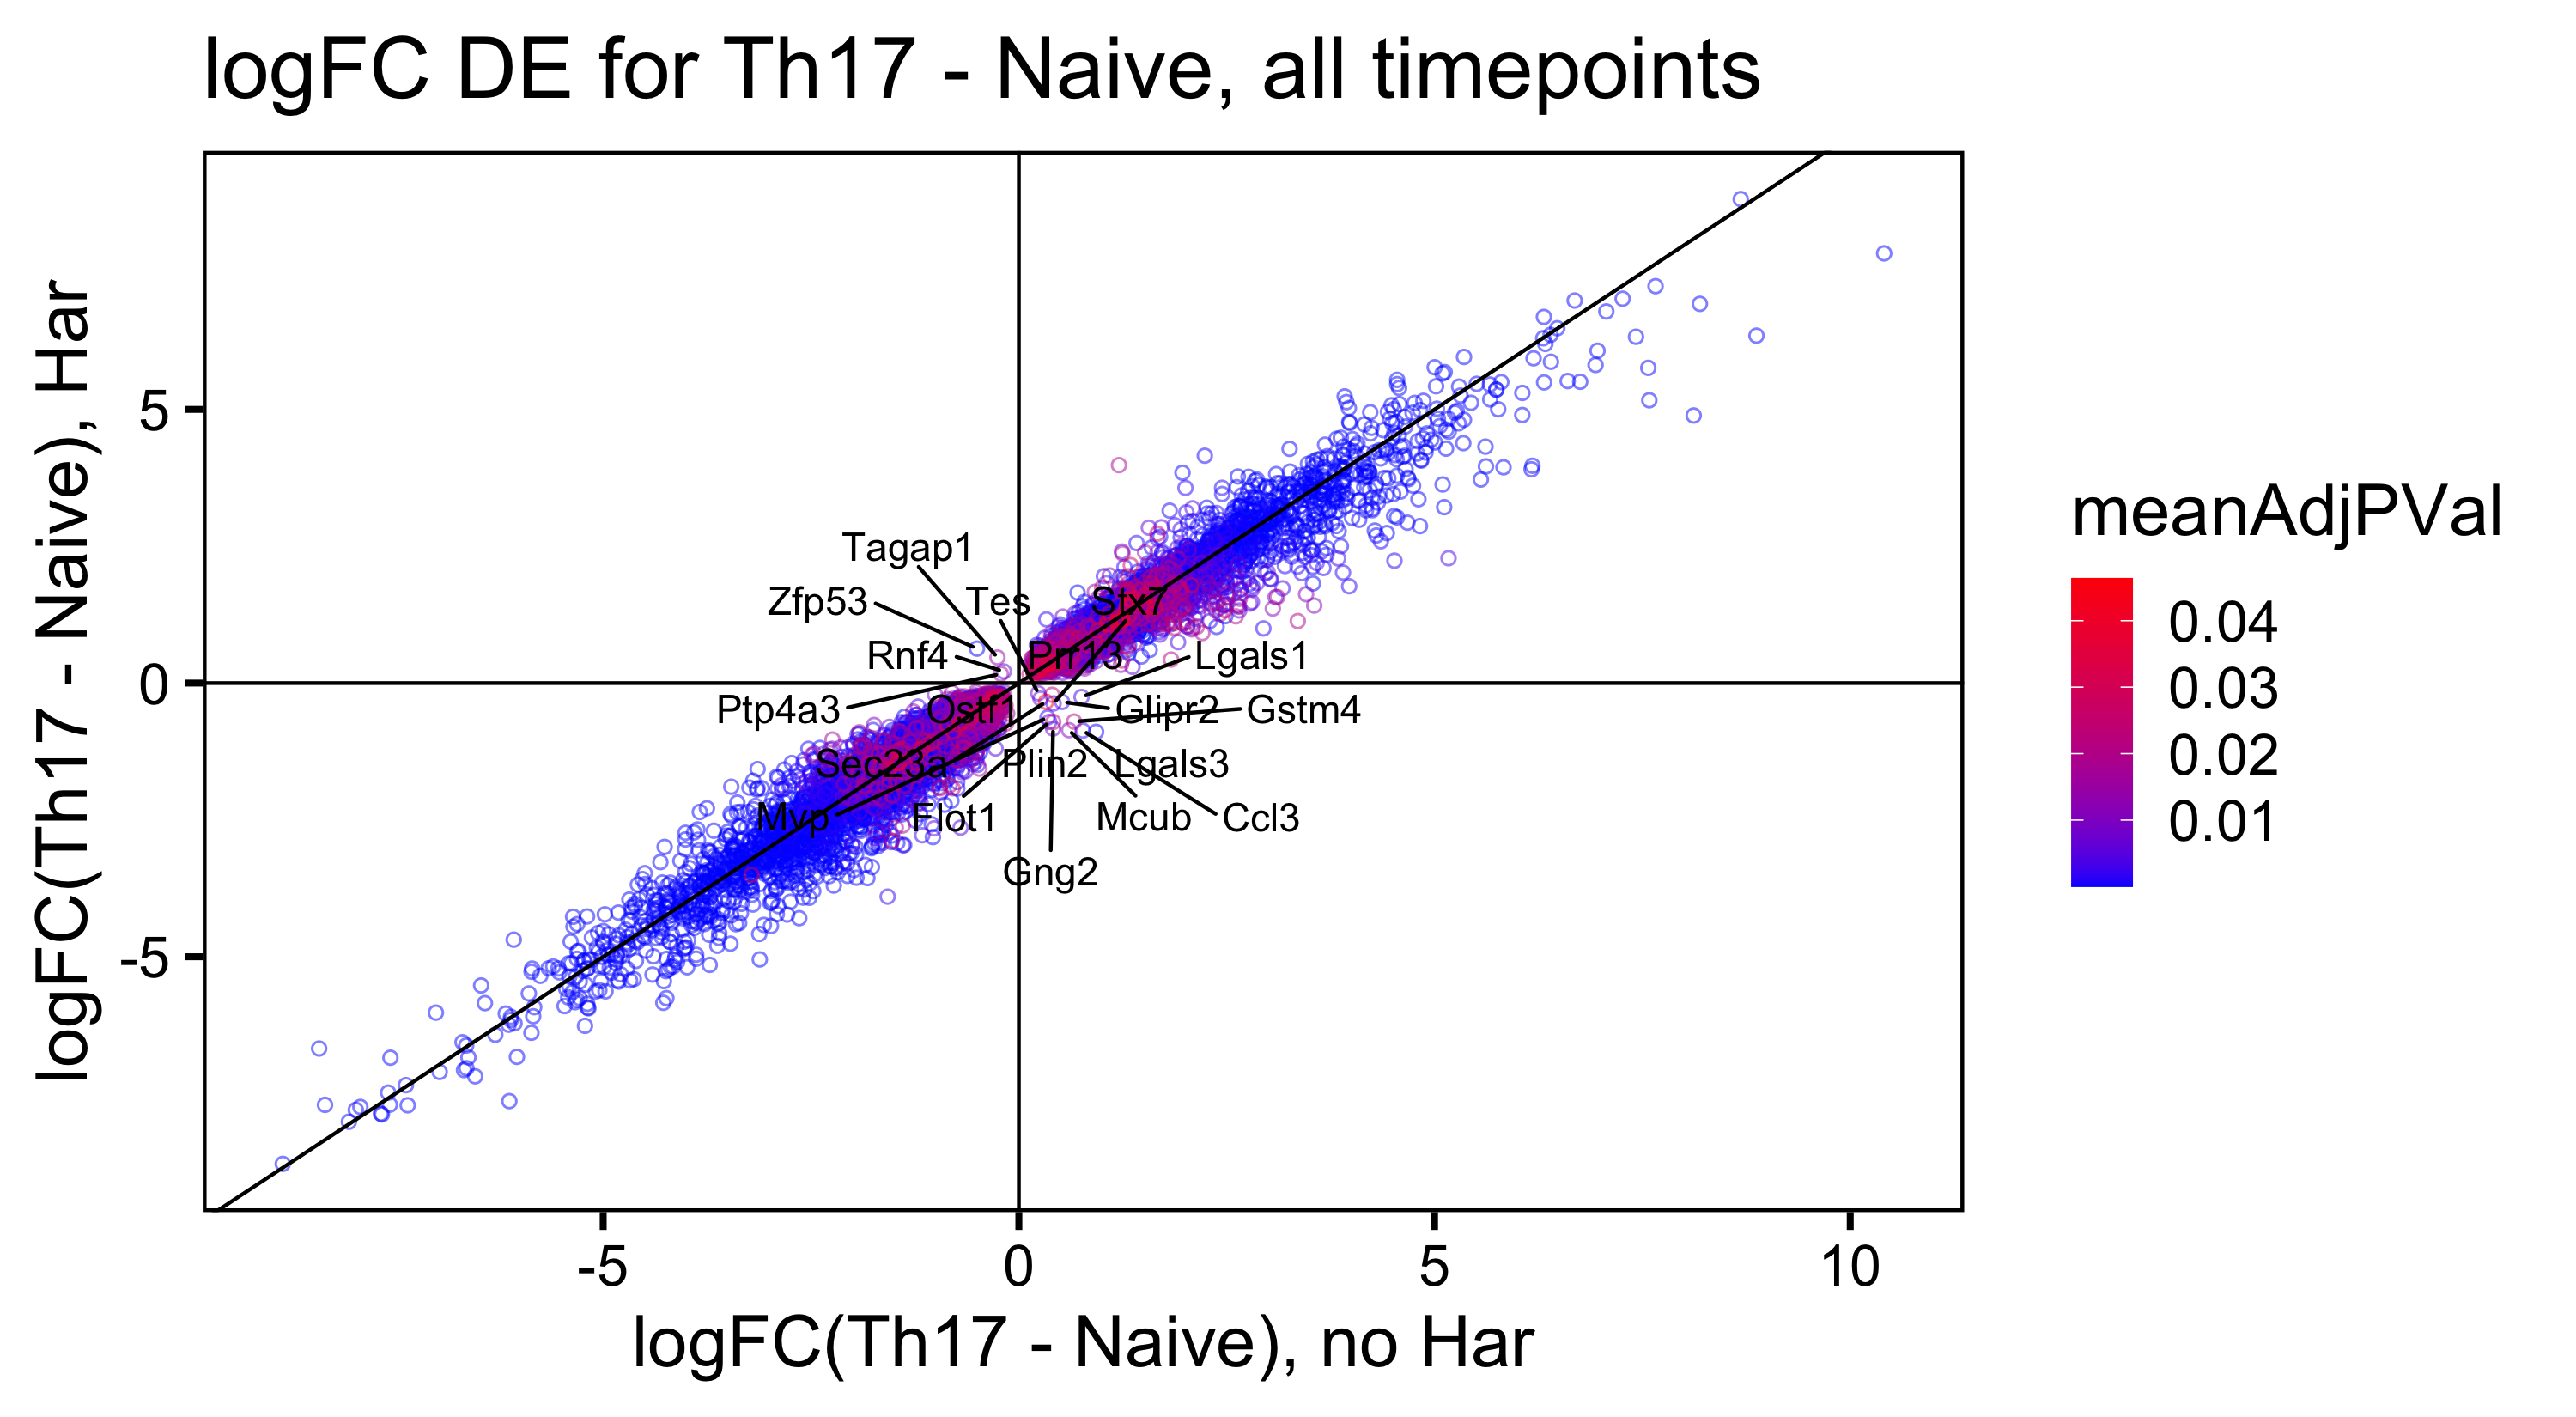 logFC DE for Th17 - Naive, all timepoints
logFC(Th17 - Naive), Har
5
0
-5
Tagap1
Zfp53
Tes
Stx7
Rnf4
Prr13
Lgals1
Ptp4a3
Ostf1
Glipr2
Gstm4
Sec23a
Plin2
Lgals3
Mvp
Flot1
Mcub
Ccl3
Gng2
-5
0
5
10
logFC(Th17 - Naive), no Har
meanAdjPVal
0.04
0.03
0.02
0.01